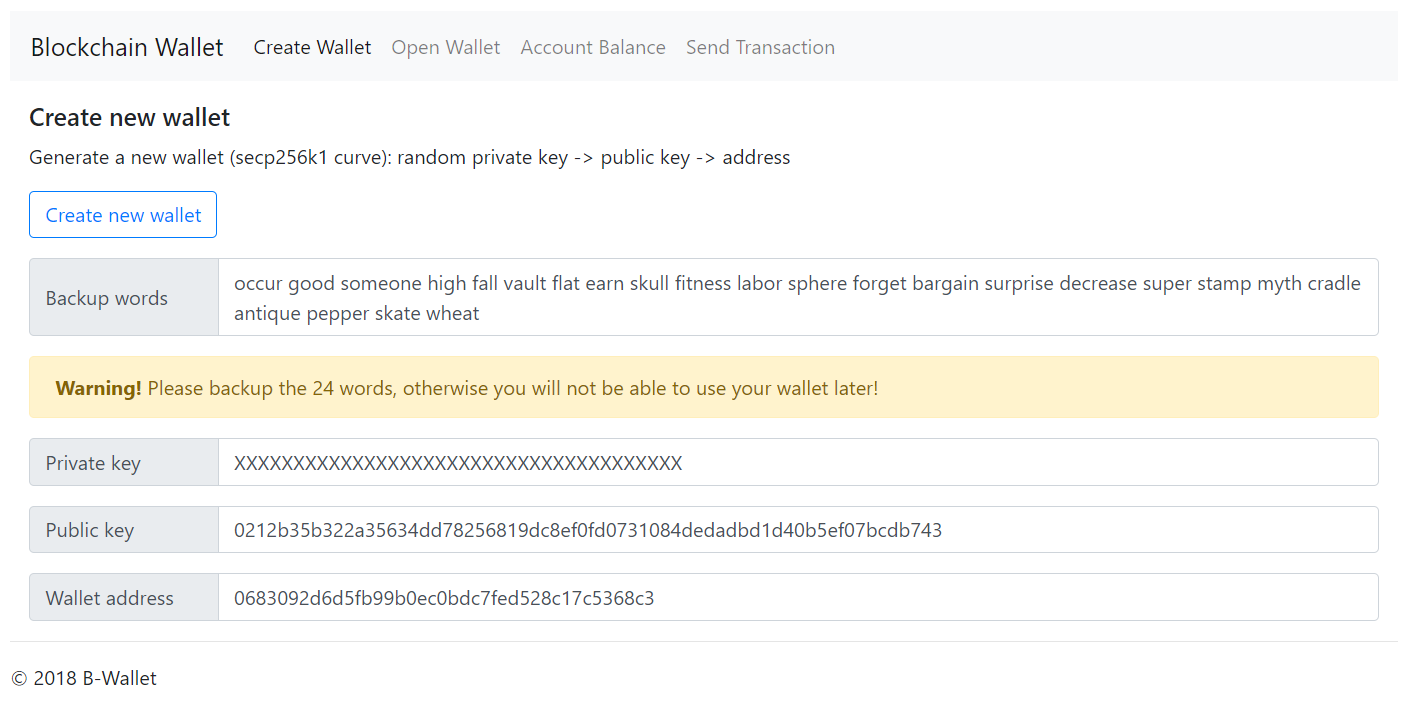 Blockchain Wallet Create Wallet Open Wallet Account Balance Send Transaction
Create new wallet
Generate a new wallet (secp256k1 curve): random private key -> public key -> address
Create new wallet
Backup words
occur good someone high fall vault flat earn skull fitness labor sphere forget bargain surprise decrease super stamp myth cradle
antique pepper skate wheat
Warning! Please backup the 24 words, otherwise you will not be able to use your wallet later!
Private key XXXXXXXXXXXXXXXXXXXXXXXXXXXXXXXXXXXXXX
Public key 0212b35b322a35634dd78256819dc8ef0fd0731084dedadbd1d40b5ef07bcdb743
Wallet address 0683092d6d5fb99b0ec0bdc7fed528c17c5368c3
© 2018 B-Wallet